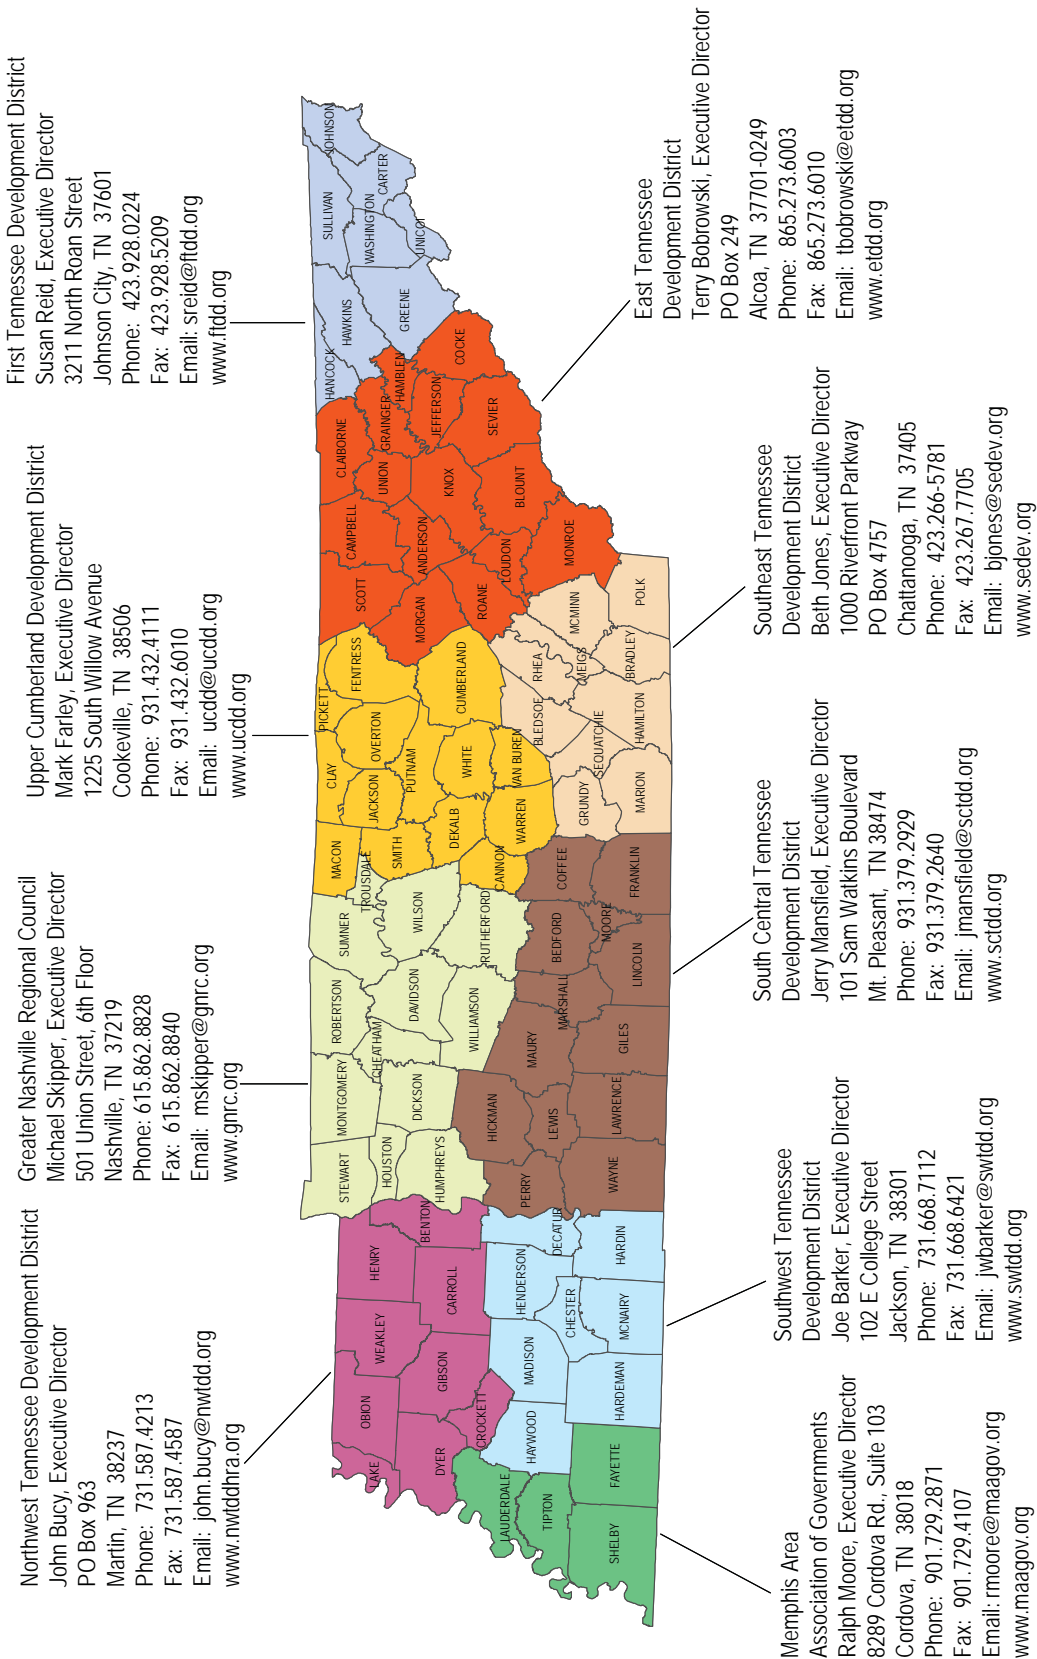 Northwest Tennessee Development District
John Bucy, Executive Director
PO Box 963
Martin, TN 38237
Phone: 731.587.4213
Fax: 731.587.4587
Email: john.bucy@nwtdd.org
www.nwtddhra.org
Greater Nashville Regional Council
Michael Skipper, Executive Director
501 Union Street, 6th Floor
Nashville, TN 37219
Phone: 615.862.8828
Fax: 615.862.8840
Email: mskipper@gnrc.org
www.gnrc.org
Upper Cumberland Development District
Mark Farley, Executive Director
1225 South Willow Avenue
Cookeville, TN 38506
Phone: 931.432.4111
Fax: 931.432.6010
Email: ucdd@ucdd.org
www.ucdd.org
First Tennessee Development District
Susan Reid, Executive Director
3211 North Roan Street
Johnson City, TN 37601
Phone: 423.928.0224
Fax: 423.928.5209
Email: sreid@ftdd.org
www.ftdd.org
LAKE
OBION
WEAKLEY
HENRY
BENTON
DYER
GIBSON
CARROLL
CROCKETT
LAUDERDALE
TIPTON
SHELBY
FAYETTE
HAYWOOD
MADISON
HENDERSON
DECATUR
CHESTER
HARDEMAN
MCNAIRY
HARDIN
STEWART
MONTGOMERY
ROBERTSON
SUMNER
TROUSDALE
HOUSTON
CHEATHAM
HUMPHREYS
DICKSON
DAVIDSON
WILSON
WILLIAMSON
RUTHERFORD
PERRY
HICKMAN
MAURY
MARSHALL
BEDFORD
COFFEE
LEWIS
WAYNE
LAWRENCE
GILES
LINCOLN
MOORE
FRANKLIN
MACON
CLAY
PICKETT
SMITH
JACKSON
OVERTON
FENTRESS
PUTNAM
DEKALB
WHITE
CUMBERLAND
CANNON
WARREN
VAN BUREN
GRUNDY
SEQUATCHIE
BLEDSOE
RHEA
MEIGS
MCMINN
MARION
HAMILTON
BRADLEY
POLK
SCOTT
CAMPBELL
CLAIBORNE
MORGAN
ANDERSON
UNION
GRAINGER
HAMBLEN
ROANE
LOUDON
KNOX
JEFFERSON
COCKE
MONROE
BLOUNT
SEVIER
HANCOCK
HAWKINS
GREENE
SULLIVAN
WASHINGTON
UNICOI
CARTER
JOHNSON
Memphis Area
Association of Governments
Ralph Moore, Executive Director
8289 Cordova Rd., Suite 103
Cordova, TN 38018
Phone: 901.729.2871
Fax: 901.729.4107
Email: rmoore@maagov.org
www.maagov.org
Southwest Tennessee
Development District
Joe Barker, Executive Director
102 E College Street
Jackson, TN 38301
Phone: 731.668.7112
Fax: 731.668.6421
Email: jwbarker@swtdd.org
www.swtdd.org
South Central Tennessee
Development District
Jerry Mansfield, Executive Director
101 Sam Watkins Boulevard
Mt. Pleasant, TN 38474
Phone: 931.379.2929
Fax: 931.379.2640
Email: jmansfield@sctdd.org
www.sctdd.org
Southeast Tennessee
Development District
Beth Jones, Executive Director
1000 Riverfront Parkway
PO Box 4757
Chattanooga, TN 37405
Phone: 423.266-5781
Fax: 423.267.7705
Email: bjones@sedev.org
www.sedev.org
East Tennessee
Development District
Terry Bobrowski, Executive Director
PO Box 249
Alcoa, TN 37701-0249
Phone: 865.273.6003
Fax: 865.273.6010
Email: tbobrowski@etdd.org
www.etdd.org